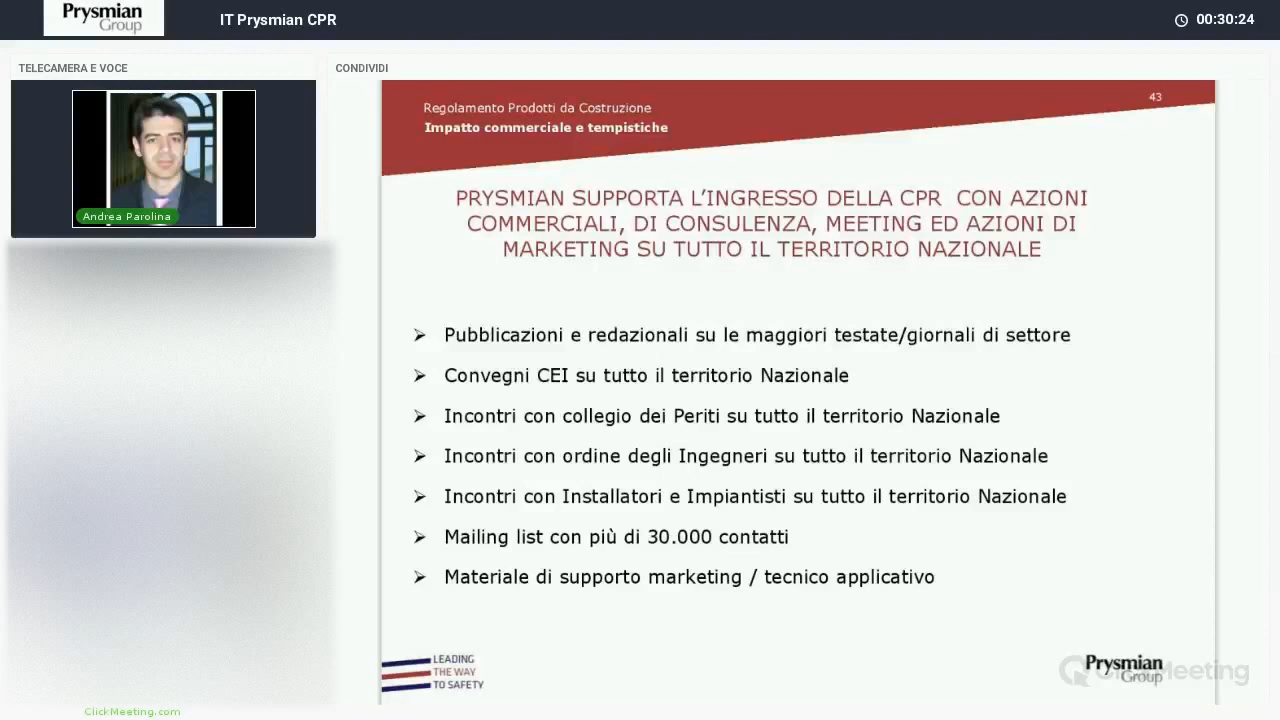 Prysmian
Group
IT Prysmian CPR
00:30:24
TELECAMERA E VOCE
CONDIVIDI
Andrea Parolina
Regolamento Prodotti da Costruzione
43
Impatto commerciale e tempistiche
PRYSMIAN SUPPORTA L’INGRESSO DELLA CPR CON AZIONI
COMMERCIALI, DI CONSULENZA, MEETING ED AZIONI DI
MARKETING SU TUTTO IL TERRITORIO NAZIONALE
Pubblicazioni e redazionali su le maggiori testate/giornali di settore
Convegni CEI su tutto il territorio Nazionale
Incontri con collegio dei Periti su tutto il territorio Nazionale
Incontri con ordine degli Ingegneri su tutto il territorio Nazionale
Incontri con Installatori e Impiantisti su tutto il territorio Nazionale
Mailing list con più di 30.000 contatti
Materiale di supporto marketing / tecnico applicativo
LEADING
THE WAY
TO SAFETY
Prysmian
Group
ClickMeeting
ClickMeeting.com